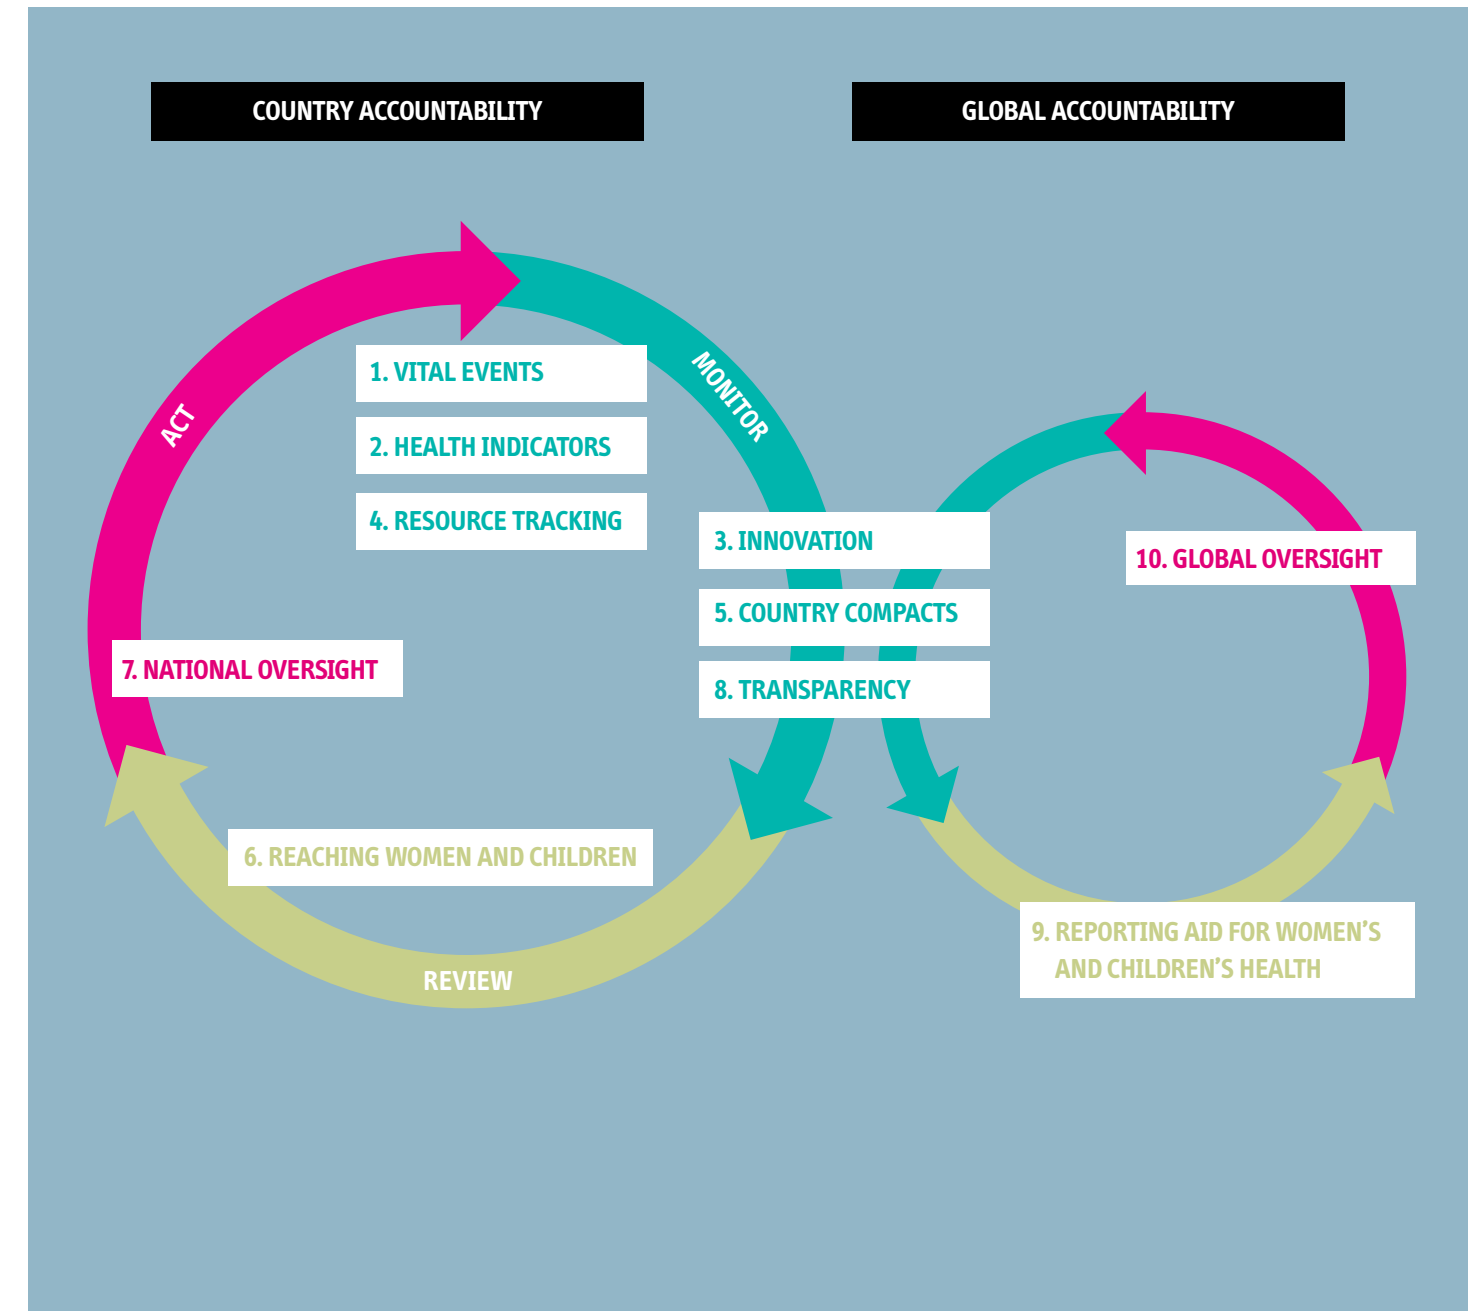 COUNTRY ACCOUNTABILITY
GLOBAL ACCOUNTABILITY
ACT
MONITOR
1. VITAL EVENTS
2. HEALTH INDICATORS
4. RESOURCE TRACKING
3. INNOVATION
5. COUNTRY COMPACTS
8. TRANSPARENCY
10. GLOBAL OVERSIGHT
7. NATIONAL OVERSIGHT
6. REACHING WOMEN AND CHILDREN
REVIEW
9. REPORTING AID FOR WOMEN’S
AND CHILDREN’S HEALTH